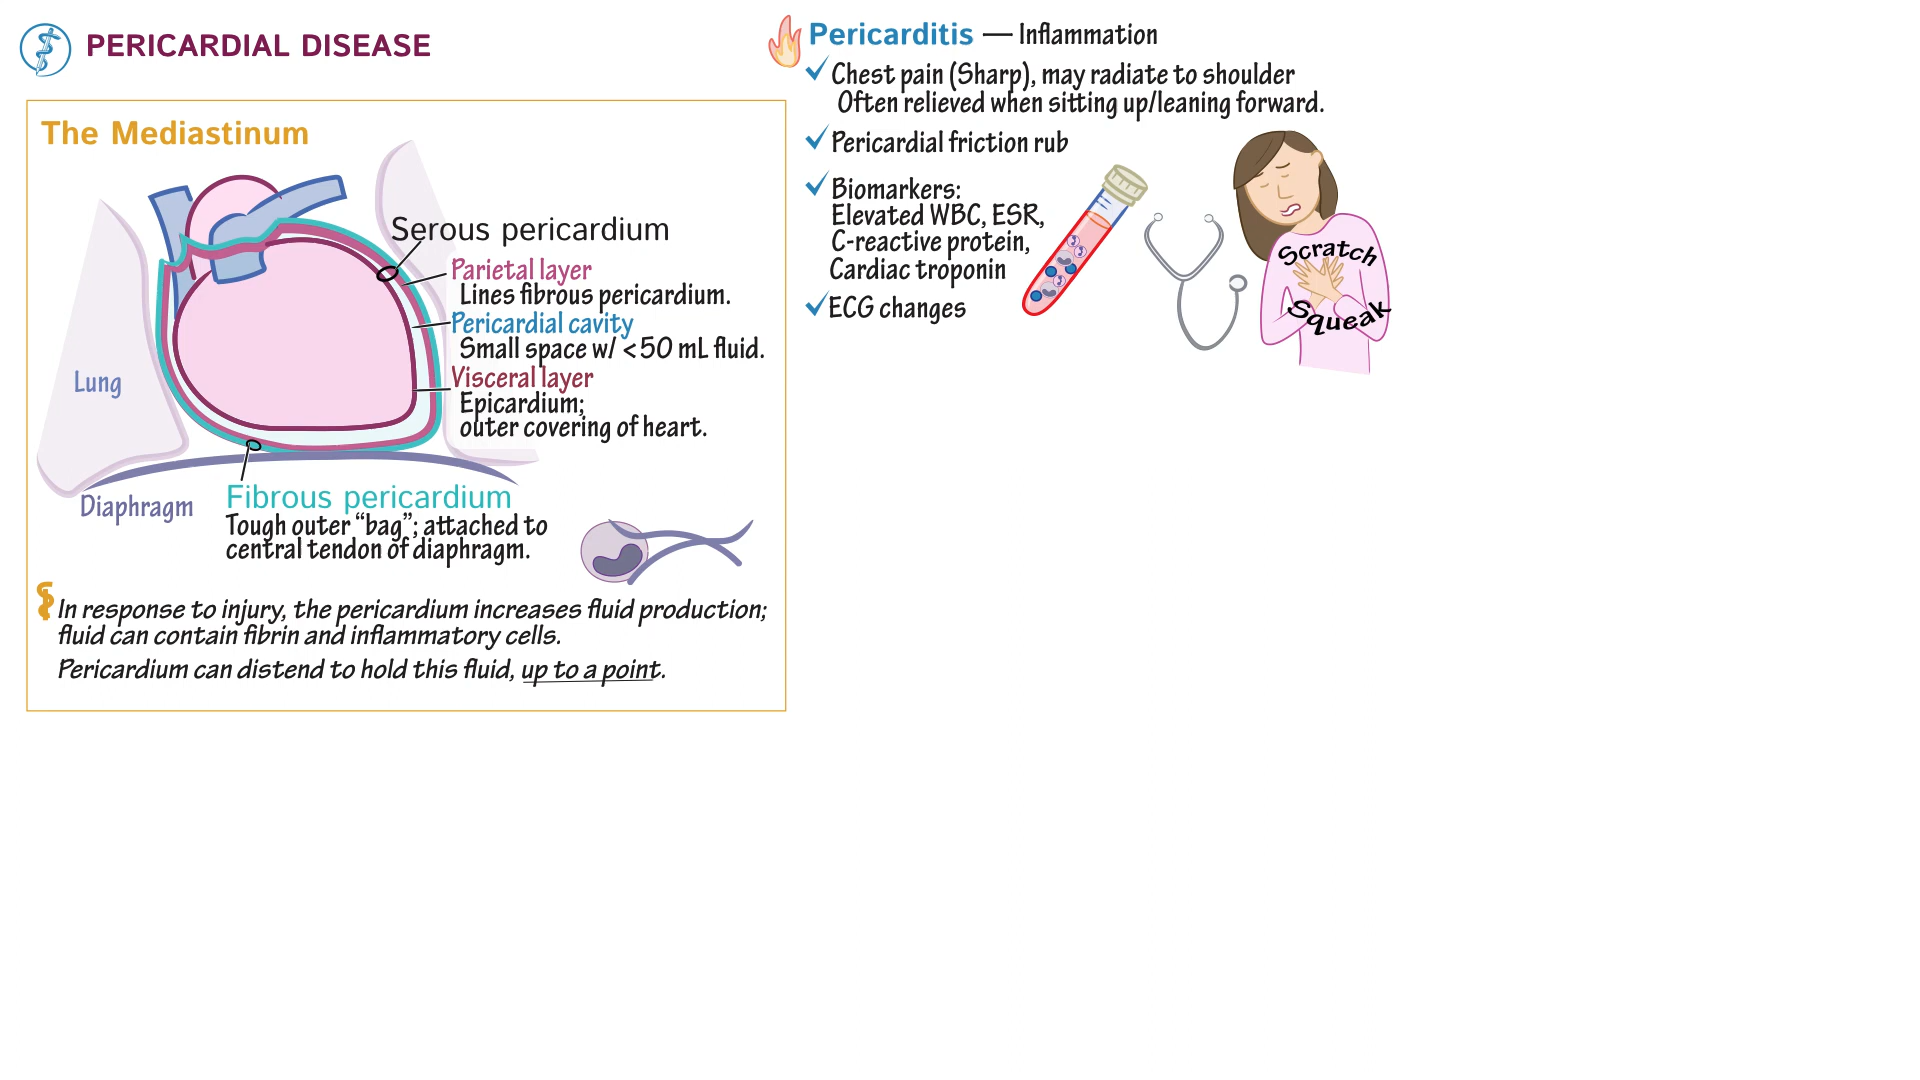 PERICARDIAL DISEASE
The Mediastinum
Serous pericardium
Parietal layer
Lines fibrous pericardium.
Pericardial cavity
Small space w/ <50 mL fluid.
Visceral layer
Epicardium;
outer covering of heart.
Lung
Diaphragm
Fibrous pericardium
Tough outer “bag”; attached to
central tendon of diaphragm.
In response to injury, the pericardium increases fluid production;
fluid can contain fibrin and inflammatory cells.
Pericardium can distend to hold this fluid, up to a point.
Pericarditis — Inflammation
Chest pain (Sharp), may radiate to shoulder
Often relieved when sitting up/leaning forward.
Pericardial friction rub
Biomarkers:
Elevated WBC, ESR,
C-reactive protein,
Cardiac troponin
ECG changes
Scratch
Squeak